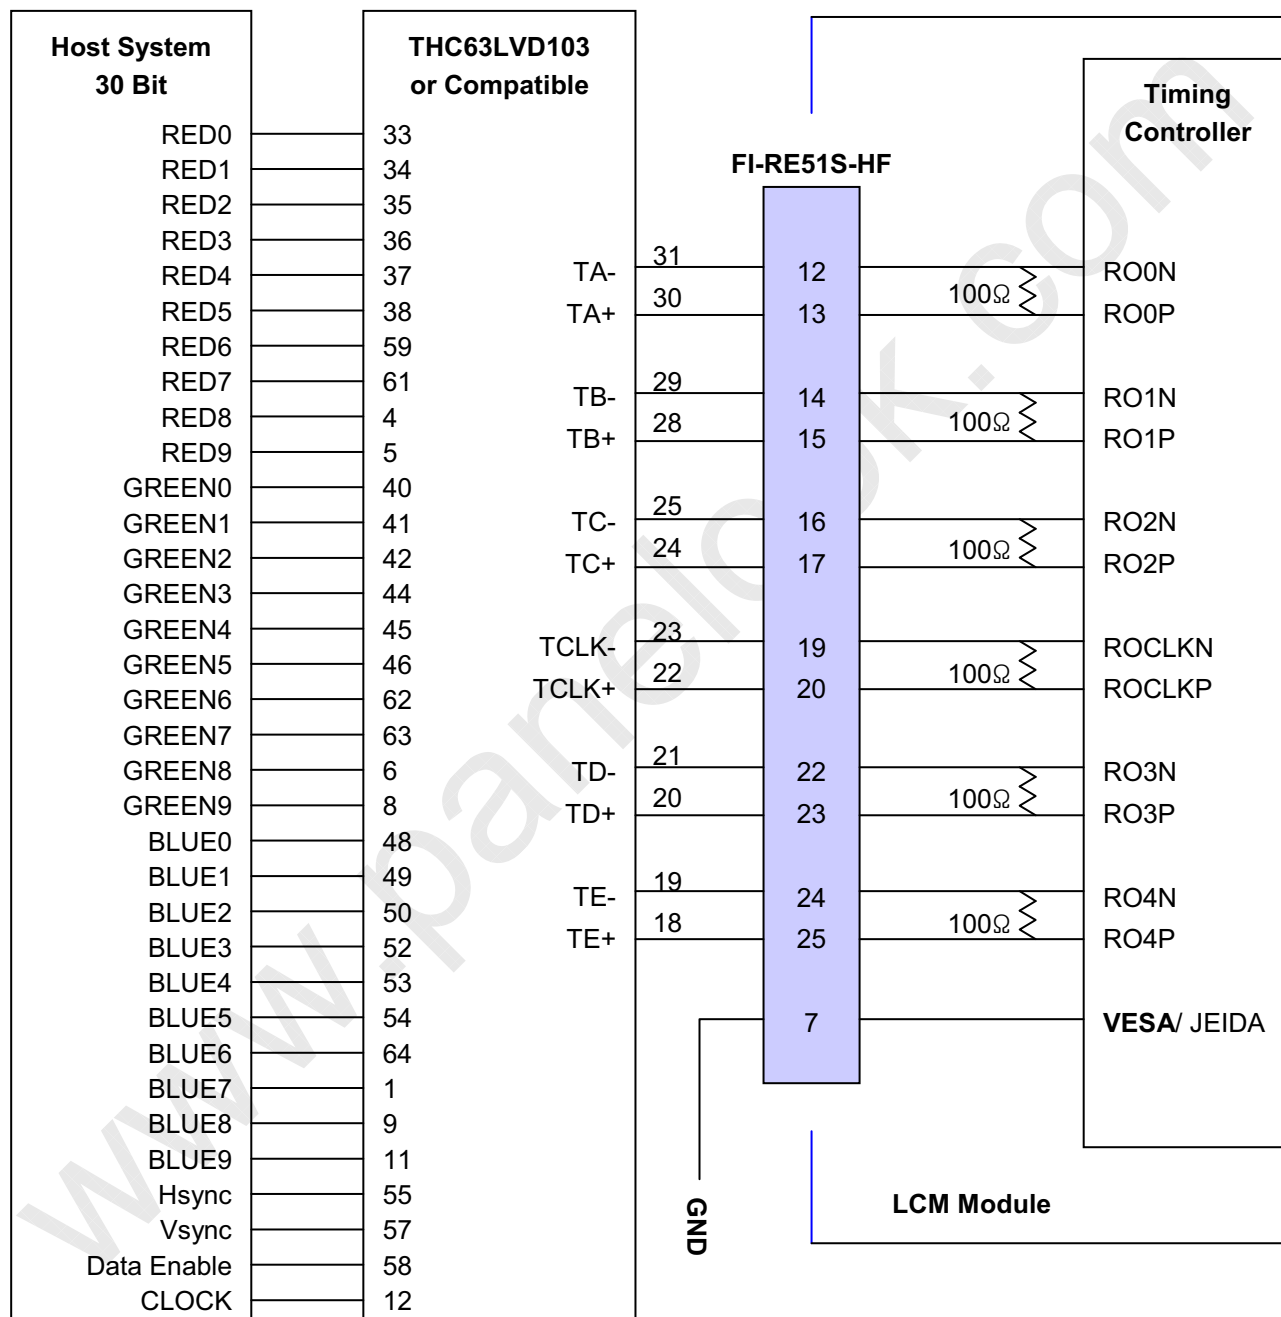 Host System
30 Bit
RED0
RED1
RED2
RED3
RED4
RED5
RED6
RED7
RED8
RED9
GREEN0
GREEN1
GREEN2
GREEN3
GREEN4
GREEN5
GREEN6
GREEN7
GREEN8
GREEN9
BLUE0
BLUE1
BLUE2
BLUE3
BLUE4
BLUE5
BLUE6
BLUE7
BLUE8
BLUE9
Hsync
Vsync
Data Enable
CLOCK
THC63LVD103
or Compatible
33
34
35
36
37
38
59
61
4
5
40
41
42
44
45
46
62
63
6
8
48
49
50
52
53
54
64
1
9
11
55
57
58
12
TA-
TA+
TB-
TB+
TC-
TC+
TCLK-
TCLK+
TD-
TD+
TE-
TE+
31
30
29
28
25
24
23
22
21
20
19
18
GND
FI-RE51S-HF
12
13
14
15
16
17
19
20
22
23
24
25
7
100Ω
100Ω
100Ω
100Ω
100Ω
100Ω
LCM Module
Timing
Controller
RO0N
RO0P
RO1N
RO1P
RO2N
RO2P
ROCLKN
ROCLKP
RO3N
RO3P
RO4N
RO4P
VESA/ JEIDA
www.panelook.com